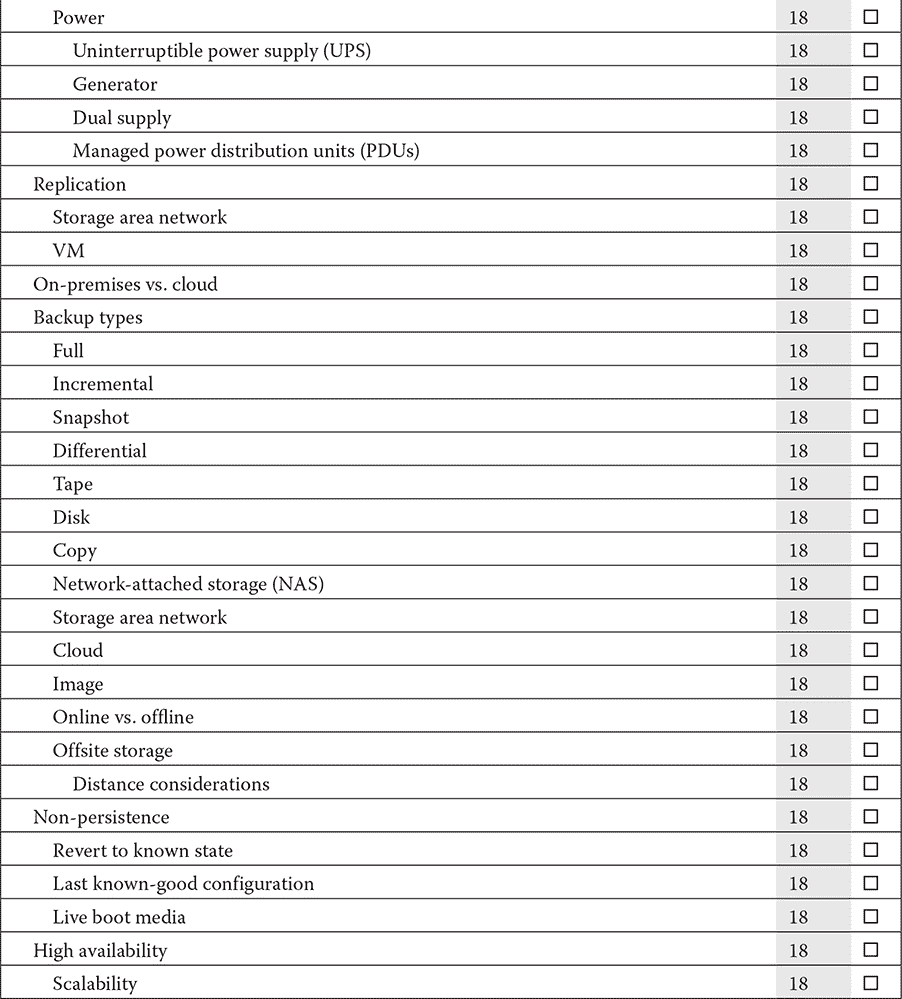 Power 18 ☐
Uninterruptible power supply (UPS) 18 ☐
Generator 18 ☐
Dual supply 18 ☐
Managed power distribution units (PDUs) 18 ☐
Replication 18 ☐
Storage area network 18 ☐
VM 18 ☐
On-premises vs. cloud 18 ☐
Backup types 18 ☐
Full 18 ☐
Incremental 18 ☐
Snapshot 18 ☐
Differential 18 ☐
Tape 18 ☐
Disk 18 ☐
Copy 18 ☐
Network-attached storage (NAS) 18 ☐
Storage area network 18 ☐
Cloud 18 ☐
Image 18 ☐
Online vs. offline 18 ☐
Offsite storage 18 ☐
Distance considerations 18 ☐
Non-persistence 18 ☐
Revert to known state 18 ☐
Last known-good configuration 18 ☐
Live boot media 18 ☐
High availability 18 ☐
Scalability 18 ☐